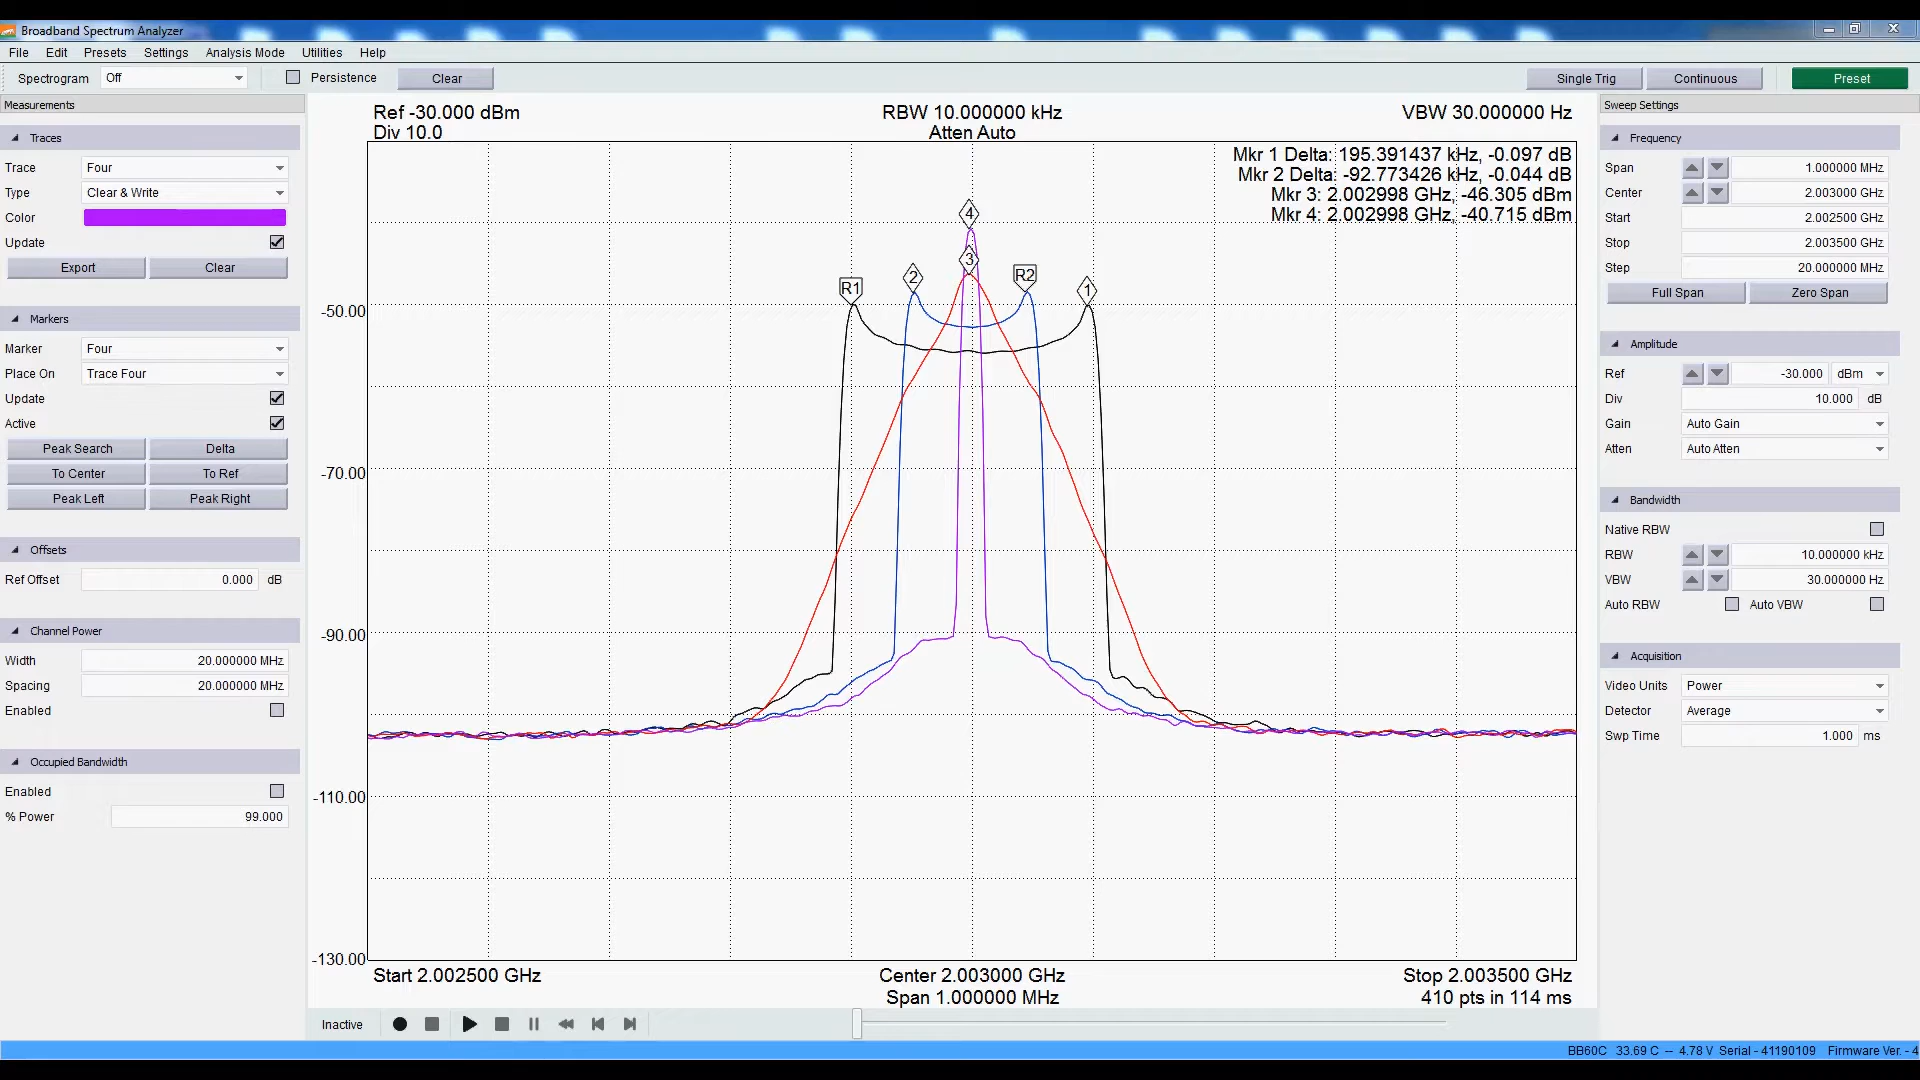 Broadband Spectrum Analyzer
File Edit Presets Settings Analysis Mode Utilities Help
Spectrogram Off Persistence Clear Single Trig Continuous Preset
Measurements
Traces
Trace Four
Type Clear & Write
Color
Update
Export Clear
Markers
Marker Four
Place On Trace Four
Update
Active
Peak Search Delta
To Center To Ref
Peak Left Peak Right
Offsets
Ref Offset 0.000 dB
Channel Power
Width 20.000000 MHz
Spacing 20.000000 MHz
Enabled
Occupied Bandwidth
Enabled
% Power 99.000
Ref -30.000 dBm RBW 10.000000 kHz VBW 30.000000 Hz
Div 10.0 Atten Auto
Mkr 1 Delta: 195.391437 kHz, -0.097 dB
Mkr 2 Delta: -92.773426 kHz, -0.044 dB
Mkr 3: 2.002998 GHz, -46.305 dBm
Mkr 4: 2.002998 GHz, -40.715 dBm
4
3
R1 2 R2 1
-50.00
-70.00
-90.00
-110.00
-130.00
Start 2.002500 GHz Center 2.003000 GHz Stop 2.003500 GHz
Span 1.000000 MHz 410 pts in 114 ms
Inactive
Sweep Settings
Frequency
Span 1.000000 MHz
Center 2.003000 GHz
Start 2.002500 GHz
Stop 2.003500 GHz
Step 20.000000 MHz
Full Span Zero Span
Amplitude
Ref -30.000 dBm
Div 10.000 dB
Gain Auto Gain
Atten Auto Atten
Bandwidth
Native RBW
RBW 10.000000 kHz
VBW 30.000000 Hz
Auto RBW Auto VBW
Acquisition
Video Units Power
Detector Average
Swp Time 1.000 ms
BB60C 33.69 C -- 4.78 V Serial - 41190109 Firmware Ver. - 4